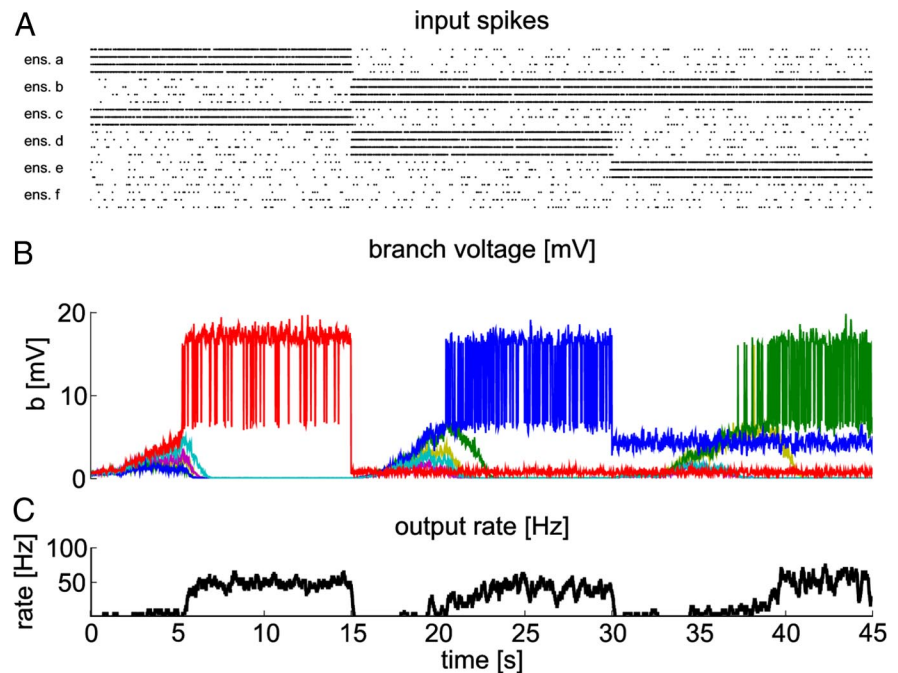 A
input spikes
ens. a
ens. b
ens. c
ens. d
ens. e
ens. f
B
branch voltage [mV]
b [mV]
20
10
0
C
output rate [Hz]
rate [Hz]
100
50
0 5 10 15 20 25 30 35 40 45
time [s]